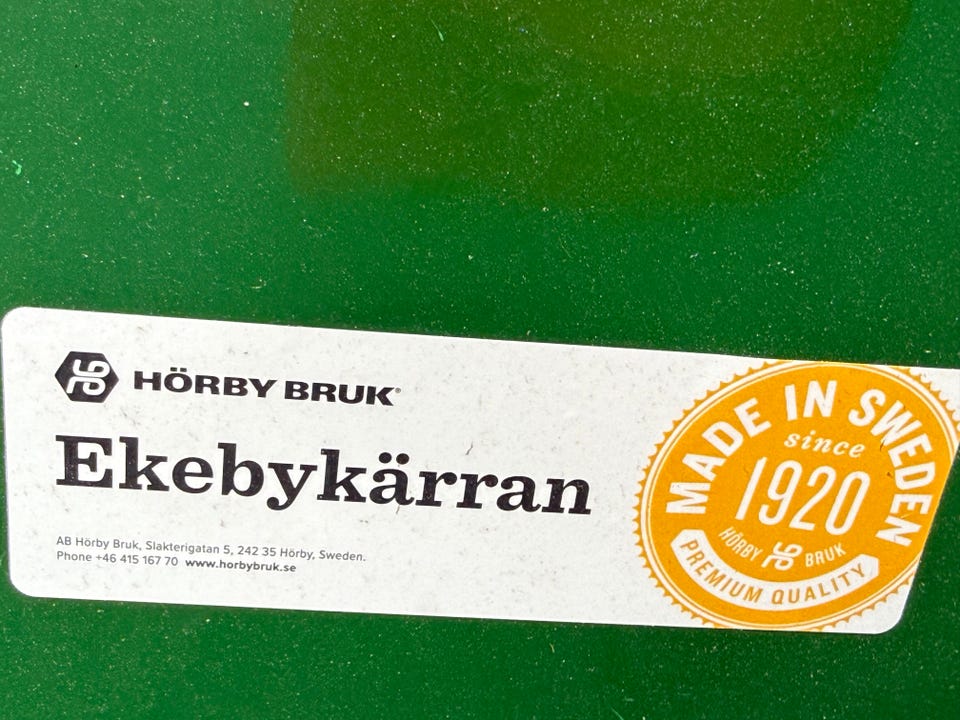 HÖRBY BRUK®
Ekebykärran
AB Hörby Bruk, Slakterigatan 5, 242 35 Hörby, Sweden.
Phone +46 415 167 70 www.horbybruk.se
MADE IN SWEDEN
since
1920
HÖRBY BRUK
PREMIUM QUALITY